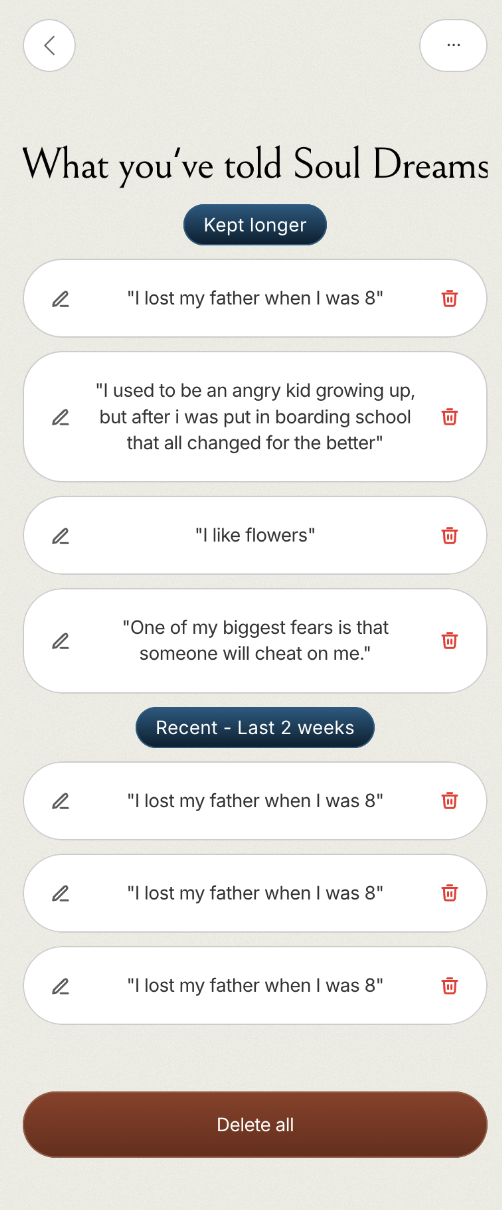 ...
What you've told Soul Dreams
Kept longer
"I lost my father when I was 8"
"I used to be an angry kid growing up,
but after i was put in boarding school
that all changed for the better"
"I like flowers"
"One of my biggest fears is that
someone will cheat on me."
Recent - Last 2 weeks
"I lost my father when I was 8"
"I lost my father when I was 8"
"I lost my father when I was 8"
Delete all